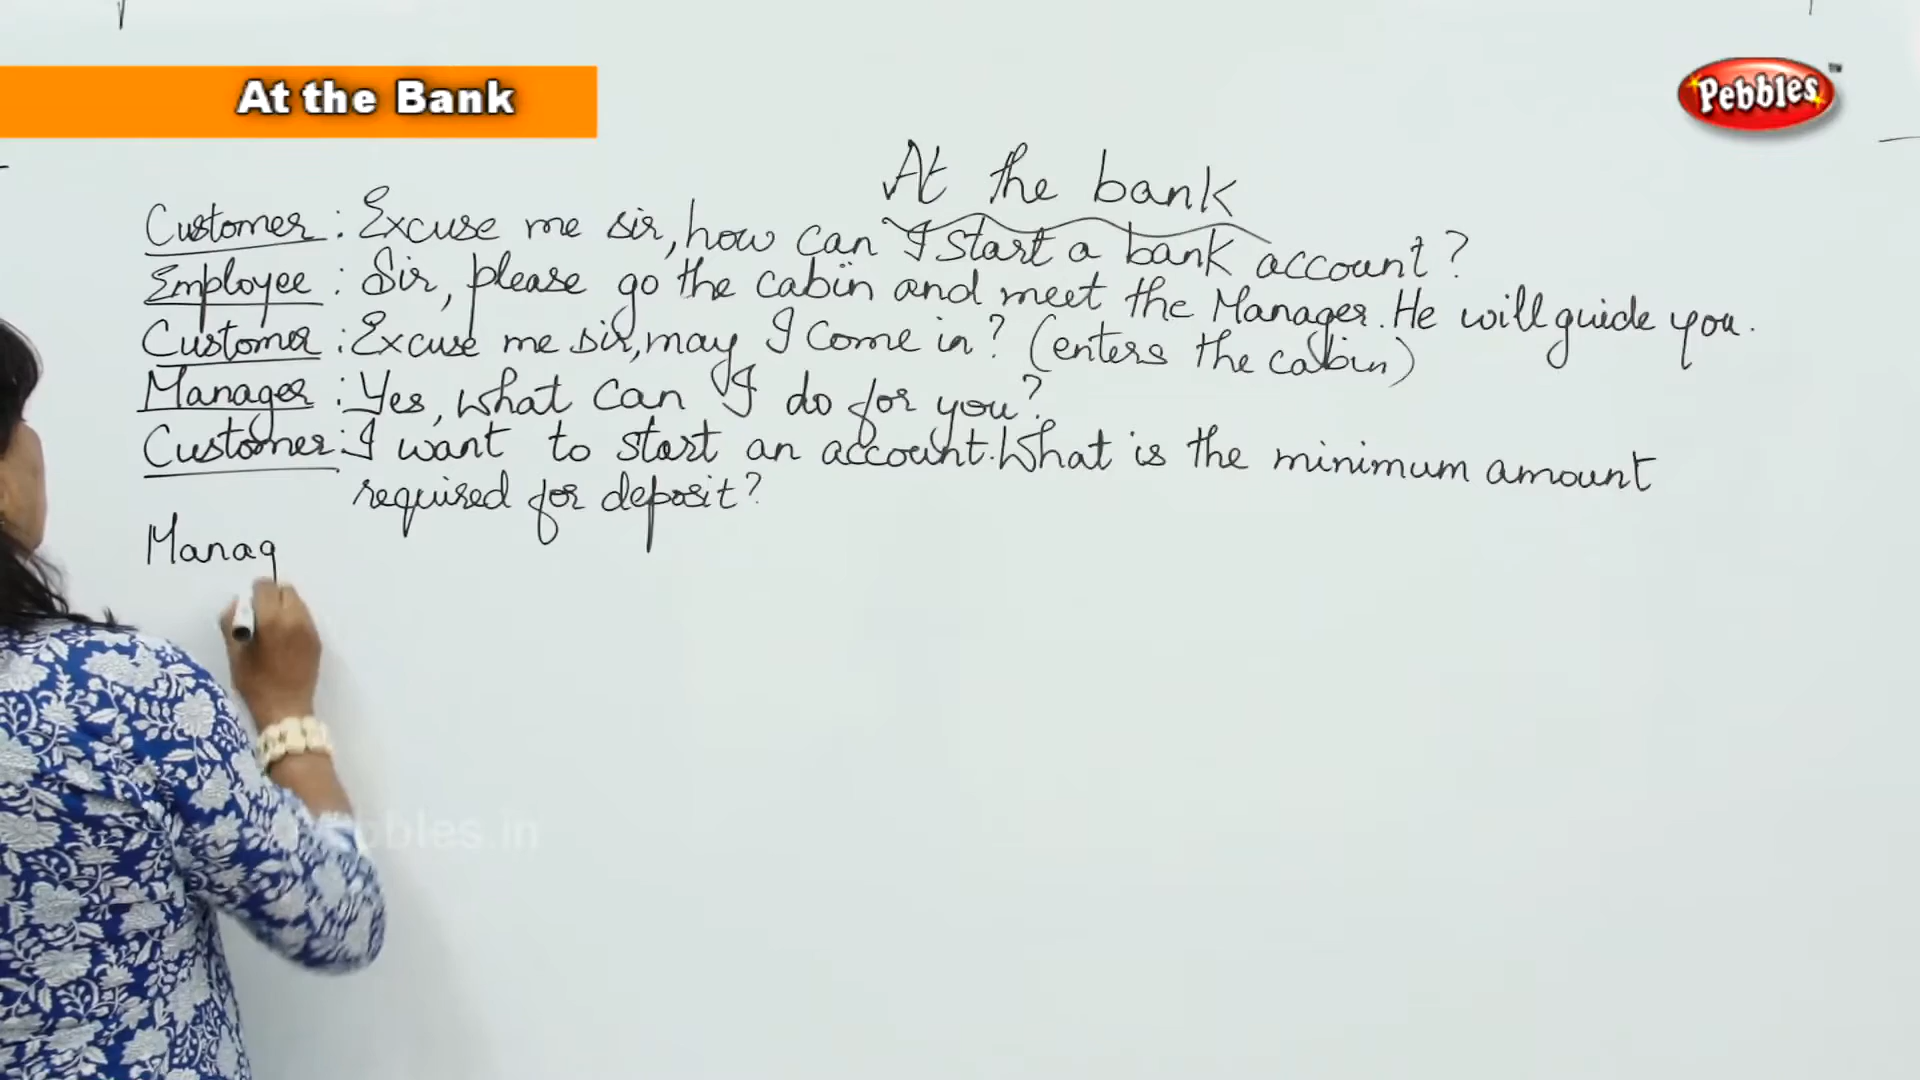 At the Bank
Pebbles™
At the bank
Customer : Excuse me sir, how can I start a bank account?
Employee : Sir, please go the cabin and meet the Manager. He will guide you.
Customer : Excuse me sir, may I come in? (enters the cabin)
Manager : Yes, what can I do for you?
Customer : I want to start an account. What is the minimum amount
required for deposit?
Manag